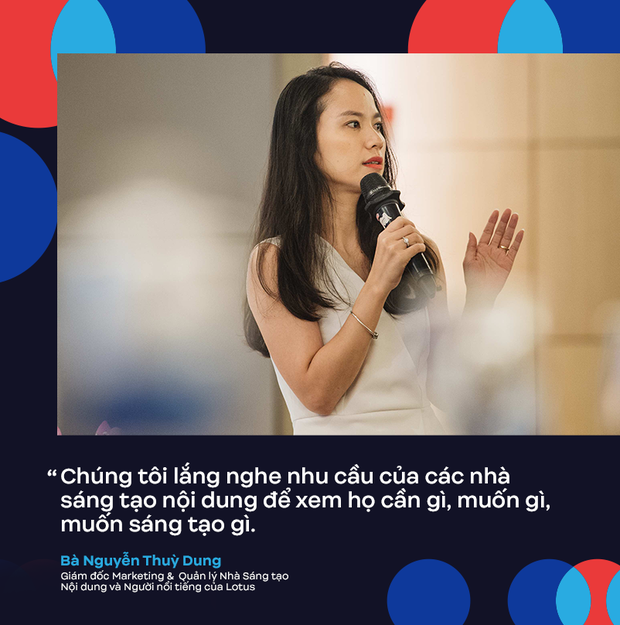 “Chúng tôi lắng nghe nhu cầu của các nhà
sáng tạo nội dung để xem họ cần gì, muốn gì,
muốn sáng tạo gì.
Bà Nguyễn Thuỳ Dung
Giám đốc Marketing & Quản lý Nhà Sáng tạo
Nội dung và Người nổi tiếng của Lotus